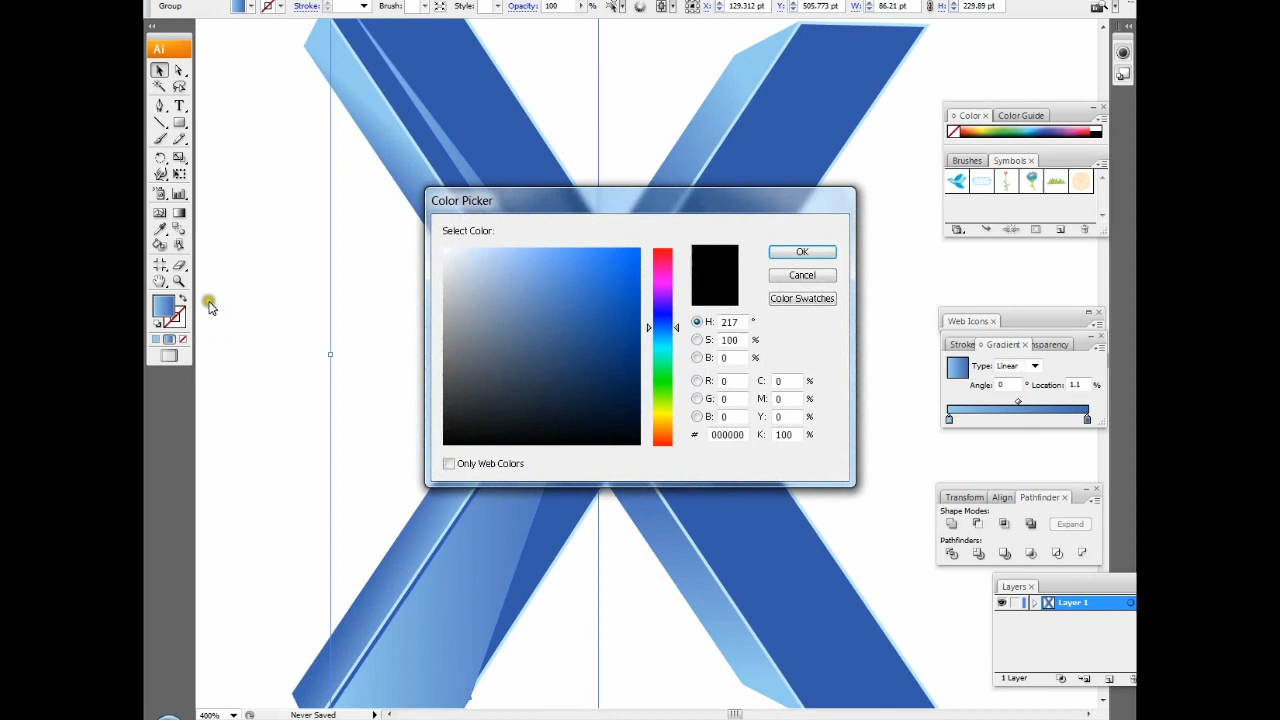 Group Stroke: Brush: Style: Opacity: 100 % X: 129.312 pt Y: 505.773 pt W: 86.21 pt H: 229.89 pt
Ai
T
Color Color Guide
Brushes Symbols
Color Picker
Select Color:
OK
Cancel
Color Swatches
H: 217 °
S: 100 %
B: 0 %
R: 0 C: 0 %
G: 0 M: 0 %
B: 0 Y: 0 %
# 000000 K: 100 %
Only Web Colors
Web Icons
Stroke Gradient nsparency
Type: Linear
Angle: 0 ° Location: 1.1 %
Transform Align Pathfinder
Shape Modes:
Expand
Pathfinders:
Layers
Layer 1
1 Layer
400% Never Saved